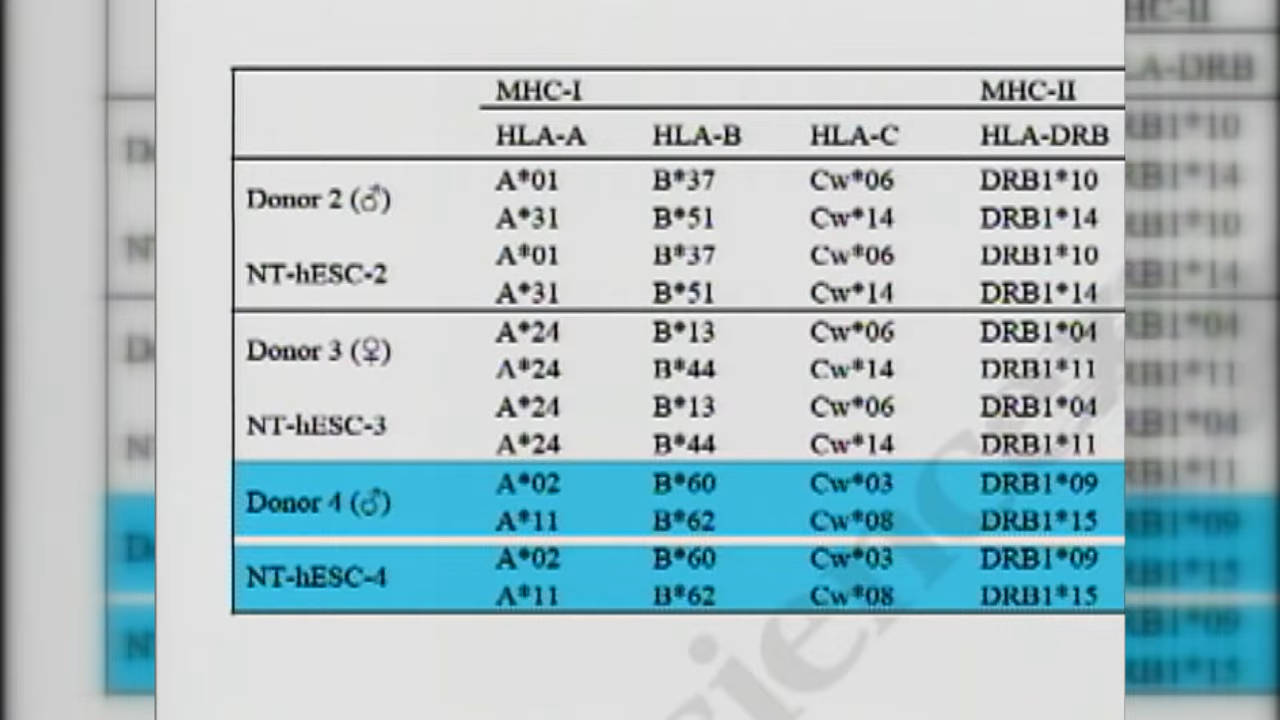 MHC-I MHC-II
HLA-A HLA-B HLA-C HLA-DRB
Donor 2 (♂) A*01 B*37 Cw*06 DRB1*10
A*31 B*51 Cw*14 DRB1*14
NT-hESC-2 A*01 B*37 Cw*06 DRB1*10
A*31 B*51 Cw*14 DRB1*14
Donor 3 (♀) A*24 B*13 Cw*06 DRB1*04
A*24 B*44 Cw*14 DRB1*11
NT-hESC-3 A*24 B*13 Cw*06 DRB1*04
A*24 B*44 Cw*14 DRB1*11
Donor 4 (♂) A*02 B*60 Cw*03 DRB1*09
A*11 B*62 Cw*08 DRB1*15
NT-hESC-4 A*02 B*60 Cw*03 DRB1*09
A*11 B*62 Cw*08 DRB1*15